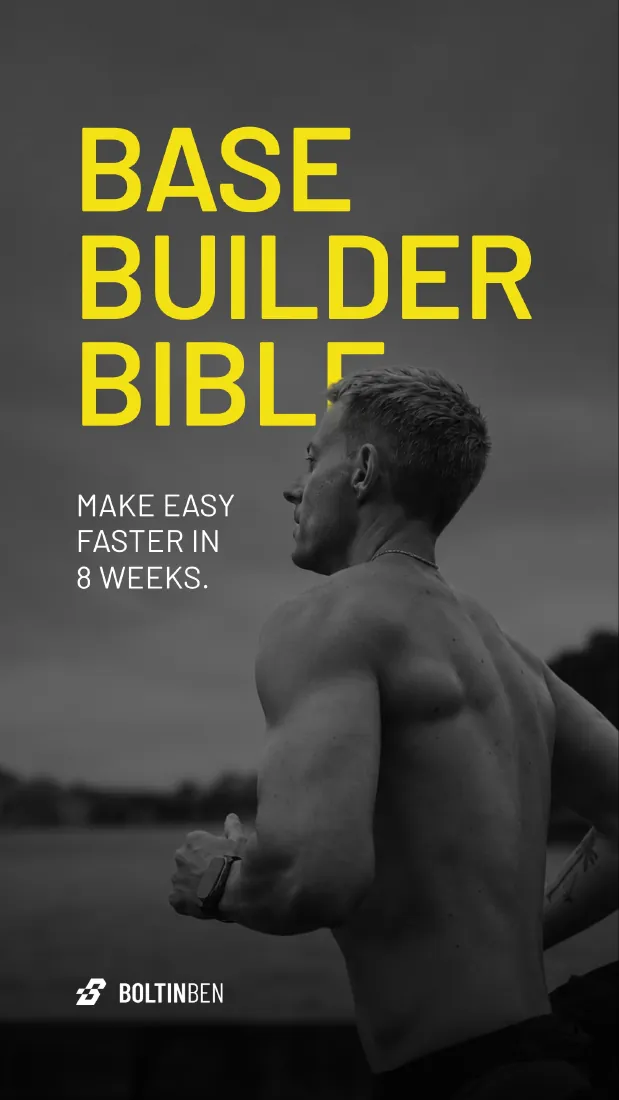 BASE
BUILDER
BIBLE
MAKE EASY
FASTER IN
8 WEEKS.
BOLTINBEN